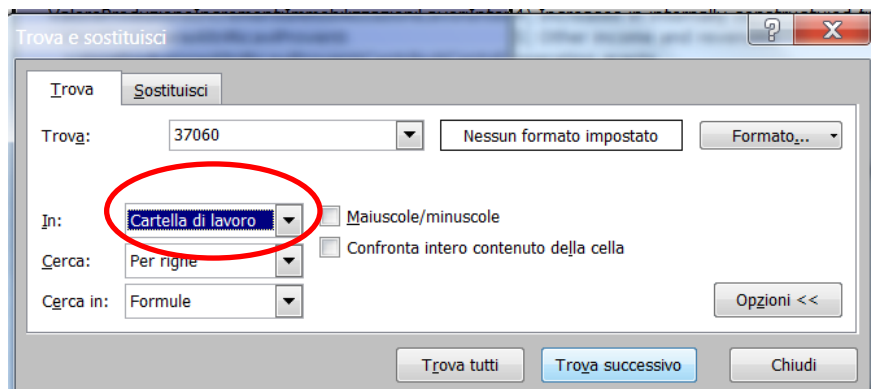 Trova e sostituisci
?
X
Trova
Sostituisci
Trova:
37060
Nessun formato impostato
Formato...
In:
Cartella di lavoro
Maiuscole/minuscole
Cerca:
Per righe
Confronta intero contenuto della cella
Cerca in:
Formule
Opzioni <<
Trova tutti
Trova successivo
Chiudi